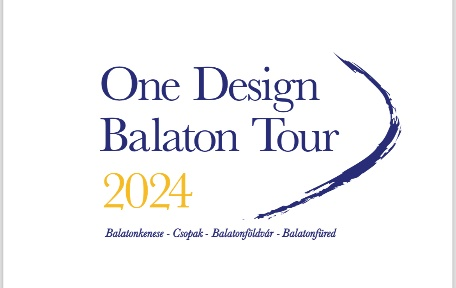 One Design
Balaton Tour
2024
Balatonkenese - Csopak - Balatonföldvár - Balatonfüred